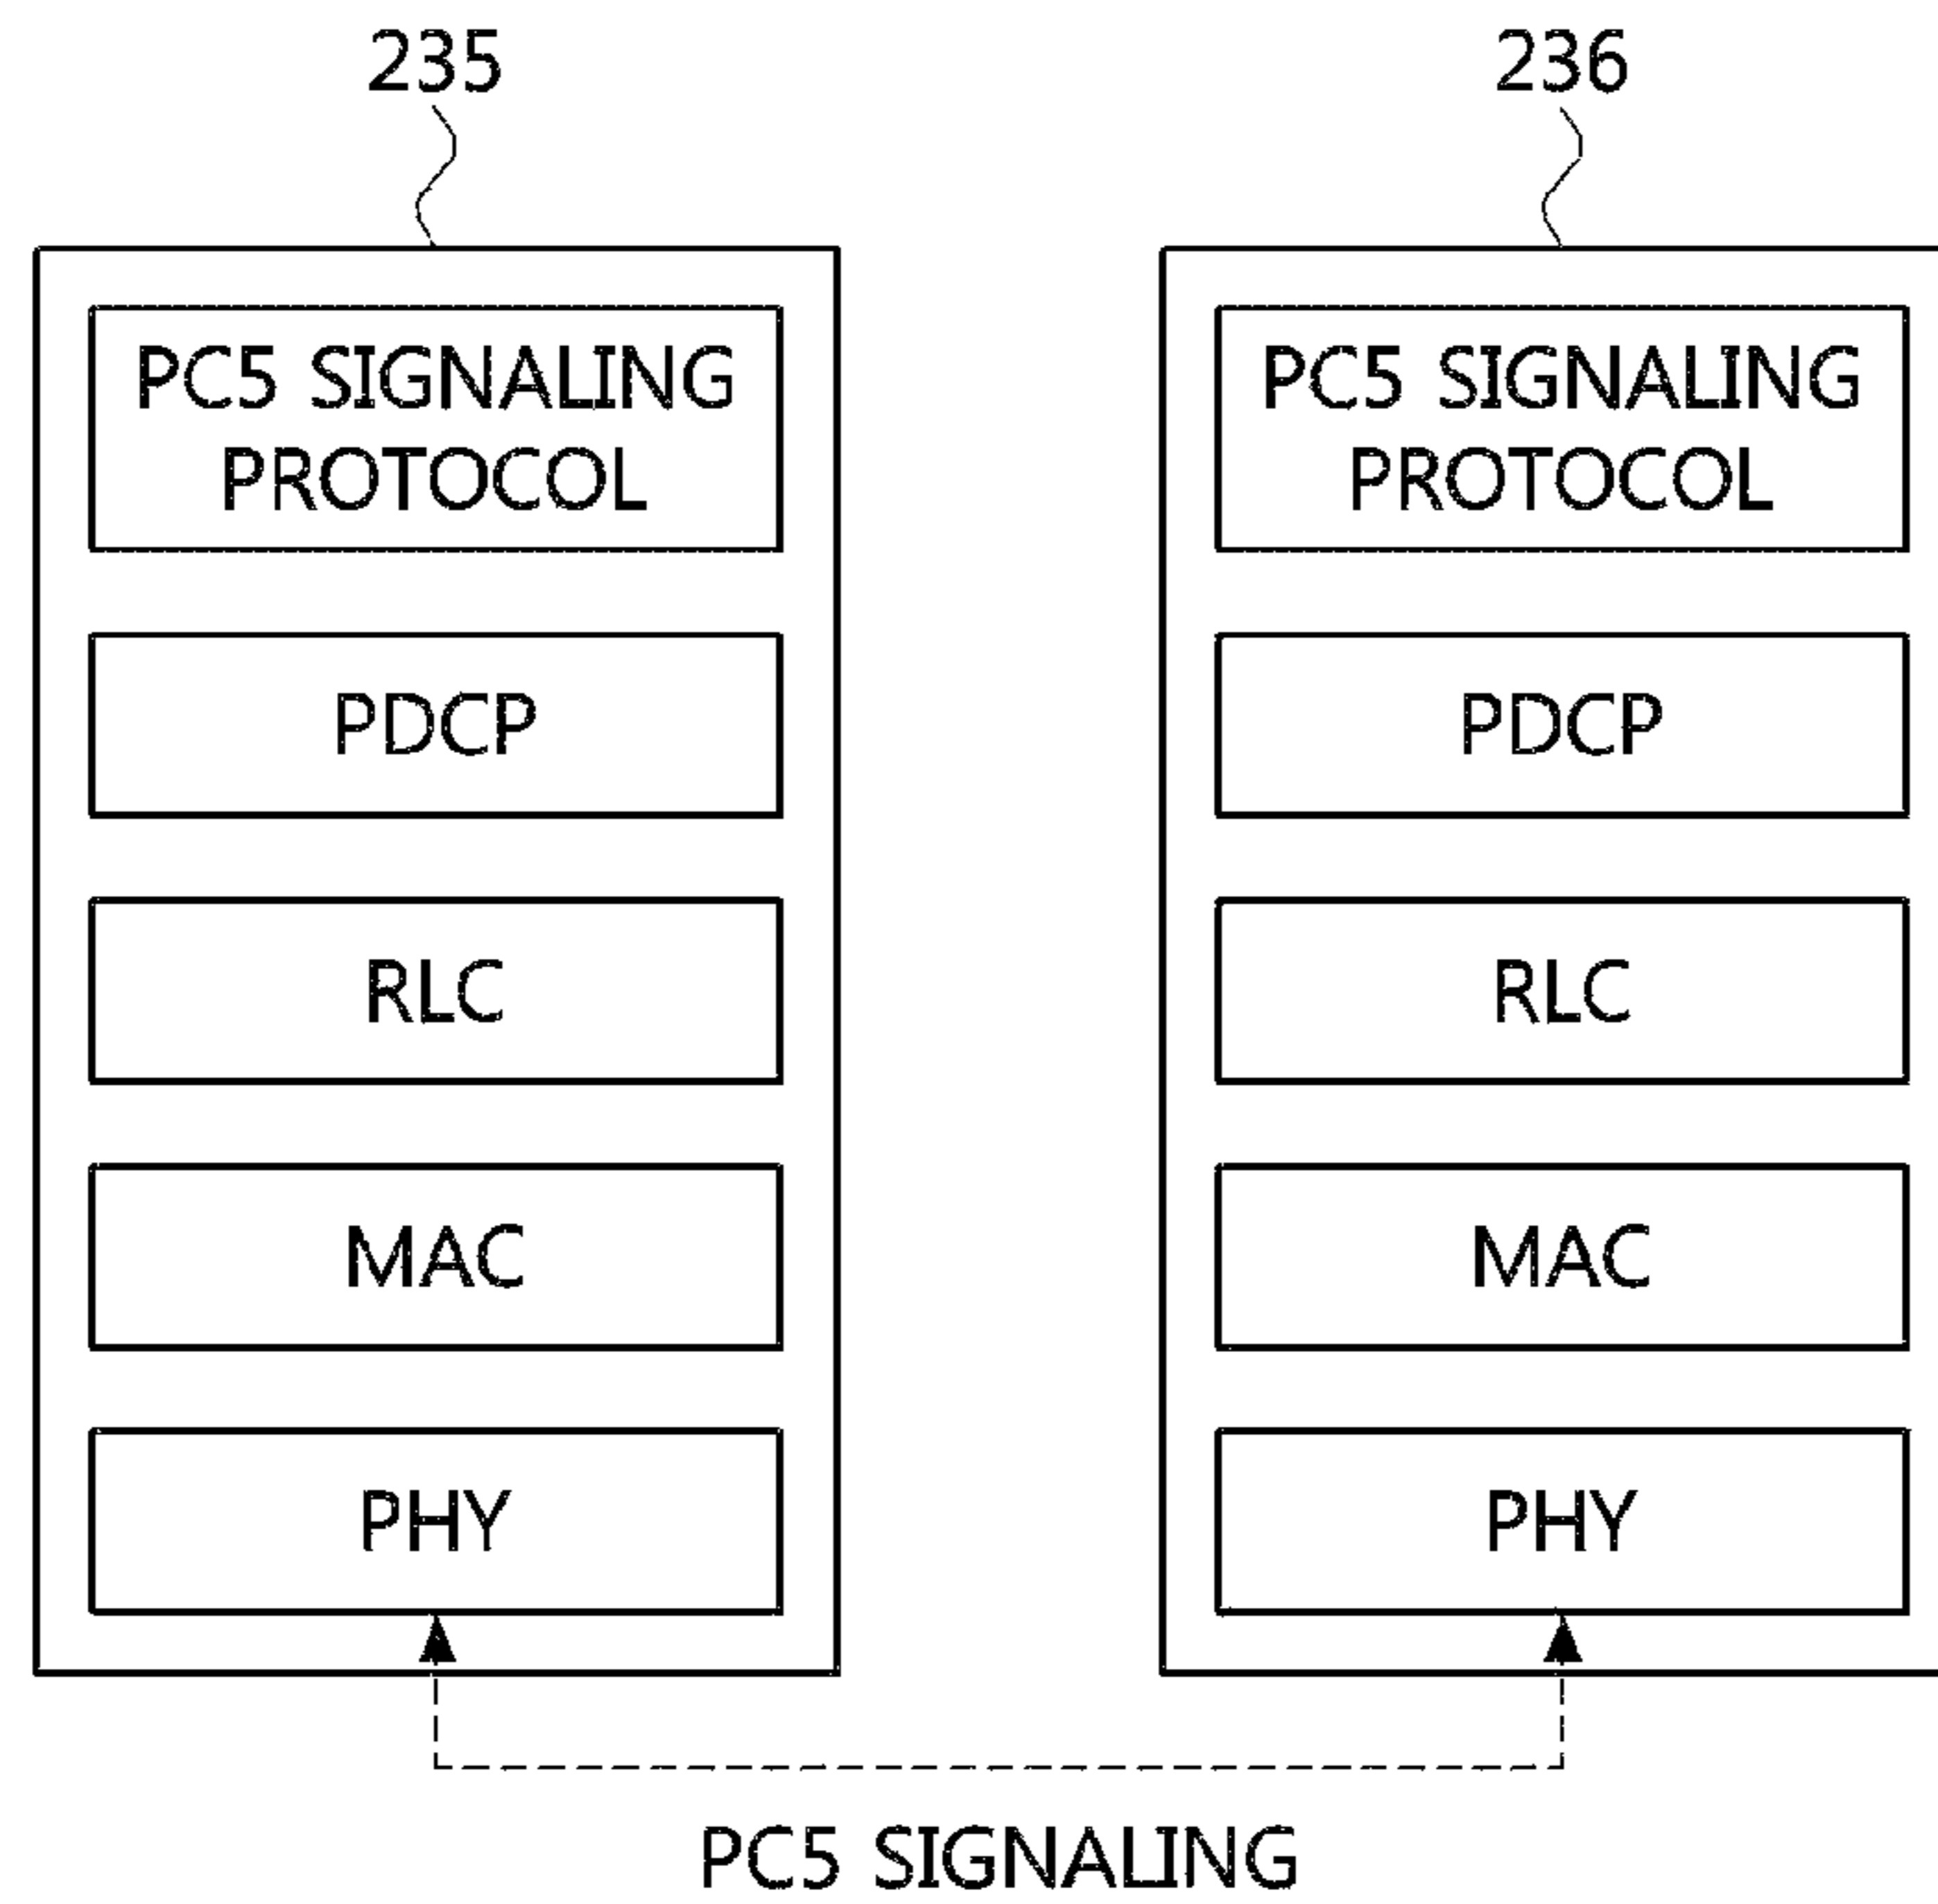 235
236
PC5 SIGNALING
PROTOCOL
PDCP
RLC
MAC
PHY
PC5 SIGNALING
PROTOCOL
PDCP
RLC
MAC
PHY
PC5 SIGNALING